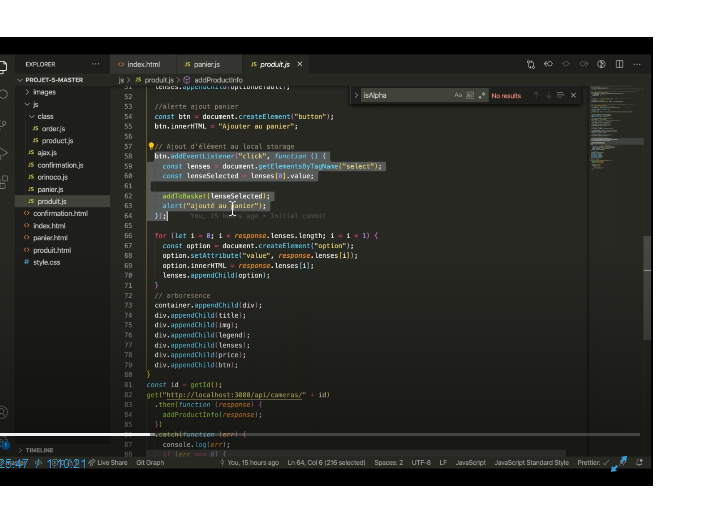 EXPLORER ···
index.html
JS panier.js
JS produit.js ×
PROJET-5-MASTER
js > JS produit.js > addProductInfo
> images
js
class
JS order.js
JS product.js
JS ajax.js
JS confirmation.js
JS orinoco.js
JS panier.js
JS produit.js
confirmation.html
index.html
panier.html
produit.html
# style.css
> TIMELINE
isAlpha
Aa
No results
51 lenses.appendChild(optionDefault);
52
53 //alerte ajout panier
54 const btn = document.createElement("button");
55 btn.innerHTML = "Ajouter au panier";
56
57 // Ajout d'élément au local storage
58 btn.addEventListener("click", function () {
59 const lenses = document.getElementsByTagName("select");
60 const lenseSelected = lenses[0].value;
61
62 addToBasket(lenseSelected);
63 alert("ajouté au panier");
64 }); You, 15 hours ago • Initial commit
65
66 for (let i = 0; i < response.lenses.length; i = i + 1) {
67 const option = document.createElement("option");
68 option.setAttribute("value", response.lenses[i]);
69 option.innerHTML = response.lenses[i];
70 lenses.appendChild(option);
71 }
72 // arboresence
73 container.appendChild(div);
74 div.appendChild(title);
75 div.appendChild(img);
76 div.appendChild(legend);
77 div.appendChild(lenses);
78 div.appendChild(price);
79 div.appendChild(btn);
80 }
81 const id = getId();
82 get("http://localhost:3000/api/cameras/" + id)
83 .then(function (response) {
84 addProductInfo(response);
85 })
86 .catch(function (err) {
87 console.log(err);
88 if (err === 0) {
25:47 / 1:10:21
Live Share
Git Graph
You, 15 hours ago
Ln 64, Col 6 (216 selected)
Spaces: 2
UTF-8
LF
JavaScript
JavaScript Standard Style
Prettier: ✓